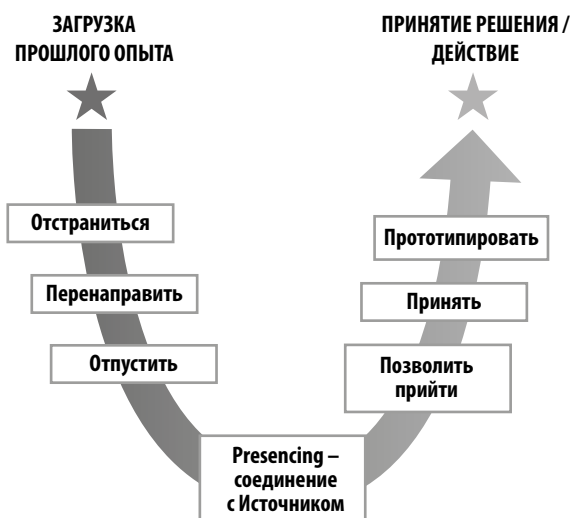 ЗАГРУЗКА
ПРОШЛОГО ОПЫТА
ПРИНЯТИЕ РЕШЕНИЯ /
ДЕЙСТВИЕ
Отстраниться
Перенаправить
Отпустить
Presencing –
соединение
с Источником
Позволить
прийти
Принять
Прототипировать